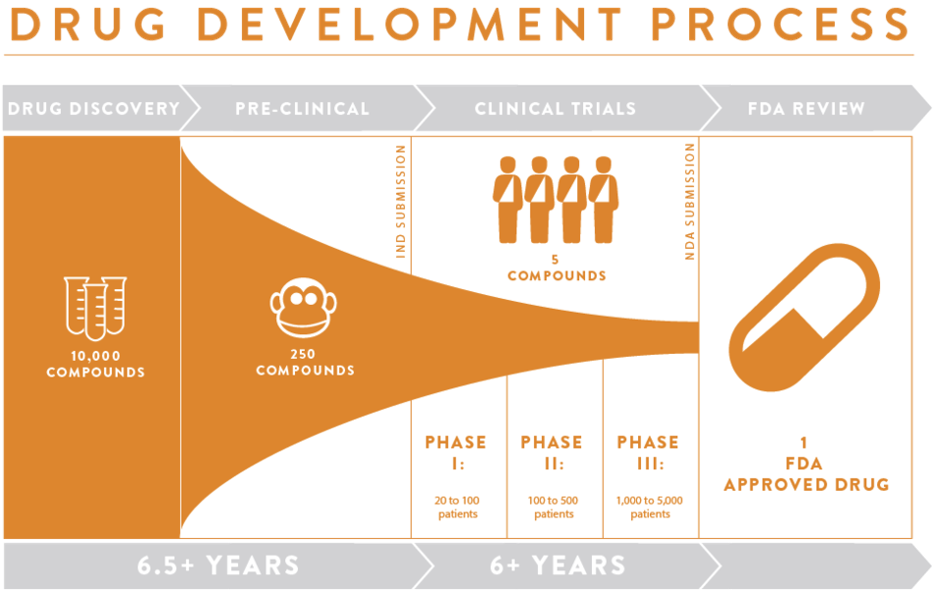 DRUG DEVELOPMENT PROCESS
DRUG DISCOVERY
PRE-CLINICAL
CLINICAL TRIALS
FDA REVIEW
10,000
COMPOUNDS
250
COMPOUNDS
IND SUBMISSION
5
COMPOUNDS
PHASE
I:
20 to 100
patients
PHASE
II:
100 to 500
patients
PHASE
III:
1,000 to 5,000
patients
NDA SUBMISSION
1
FDA
APPROVED DRUG
6.5+ YEARS
6+ YEARS